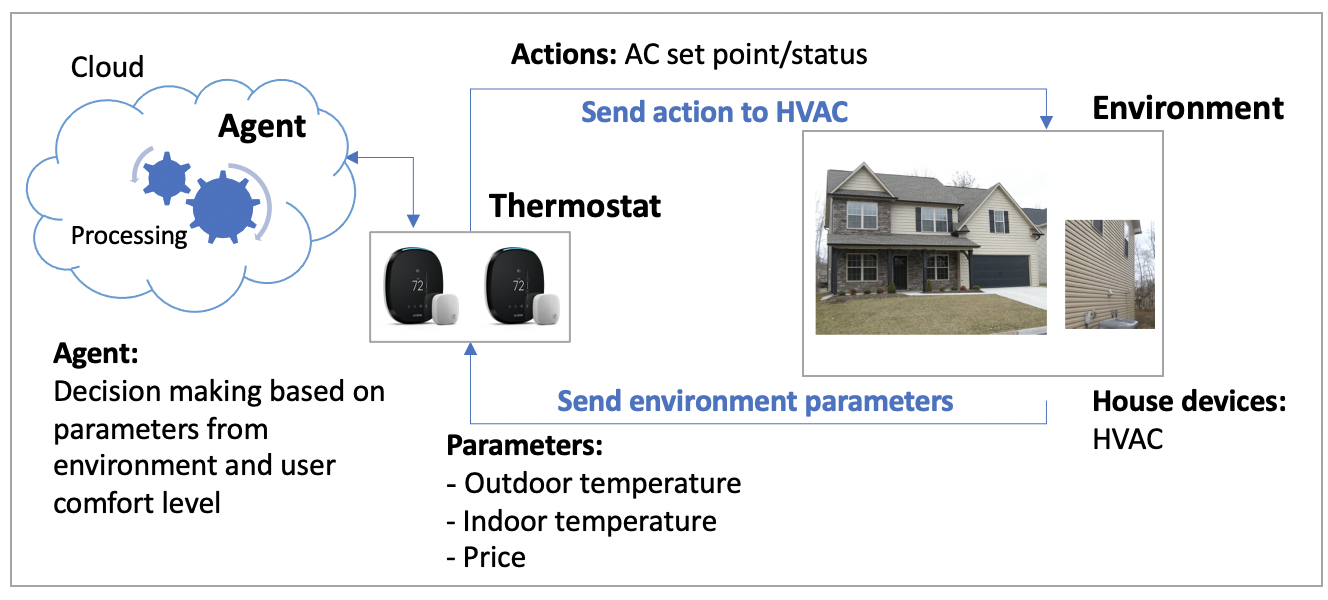 Cloud
Agent
Processing
Agent:
Decision making based on
parameters from
environment and user
comfort level
Actions: AC set point/status
Send action to HVAC
Thermostat
72
72
Send environment parameters
Parameters:
- Outdoor temperature
- Indoor temperature
- Price
Environment
House devices:
HVAC